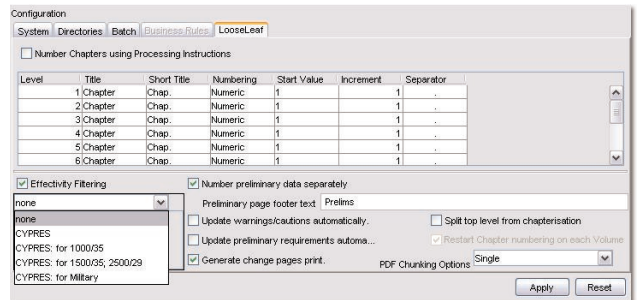 Configuration
System Directories Batch Business Rules LooseLeaf
Number Chapters using Processing Instructions
Level Title Short Title Numbering Start Value Increment Separator
1 Chapter Chap. Numeric 1 1 .
2 Chapter Chap. Numeric 1 1 .
3 Chapter Chap. Numeric 1 1 .
4 Chapter Chap. Numeric 1 1 .
5 Chapter Chap. Numeric 1 1 .
6 Chapter Chap. Numeric 1 1
Effectivity Filtering
none
none
CYPRES
CYPRES: for 1000/35
CYPRES: for 1500/35; 2500/29
CYPRES: for Military
Number preliminary data separately
Preliminary page footer text Prelims
Update warnings/cautions automatically. Split top level from chapterisation
Update preliminary requirements automa... Restart Chapter numbering on each Volume
Generate change pages print. PDF Chunking Options Single
Apply Reset